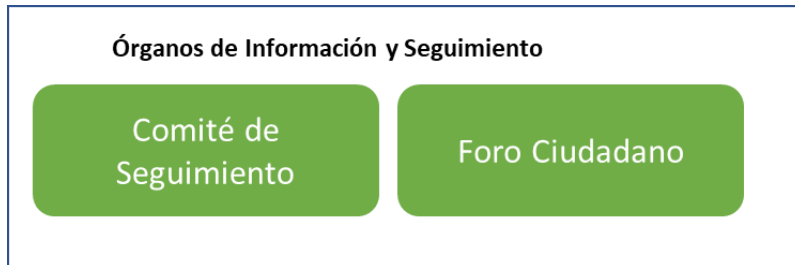 Órganos de Información y Seguimiento
Comité de
Seguimiento
Foro Ciudadano